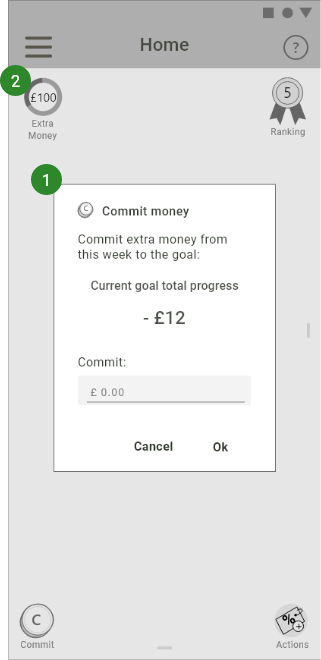 Home
?
2
£100
Extra
Money
5
Ranking
1
C
Commit money
Commit extra money from
this week to the goal:
Current goal total progress
- £12
Commit:
£ 0.00
Cancel
Ok
C
Commit
%
Actions